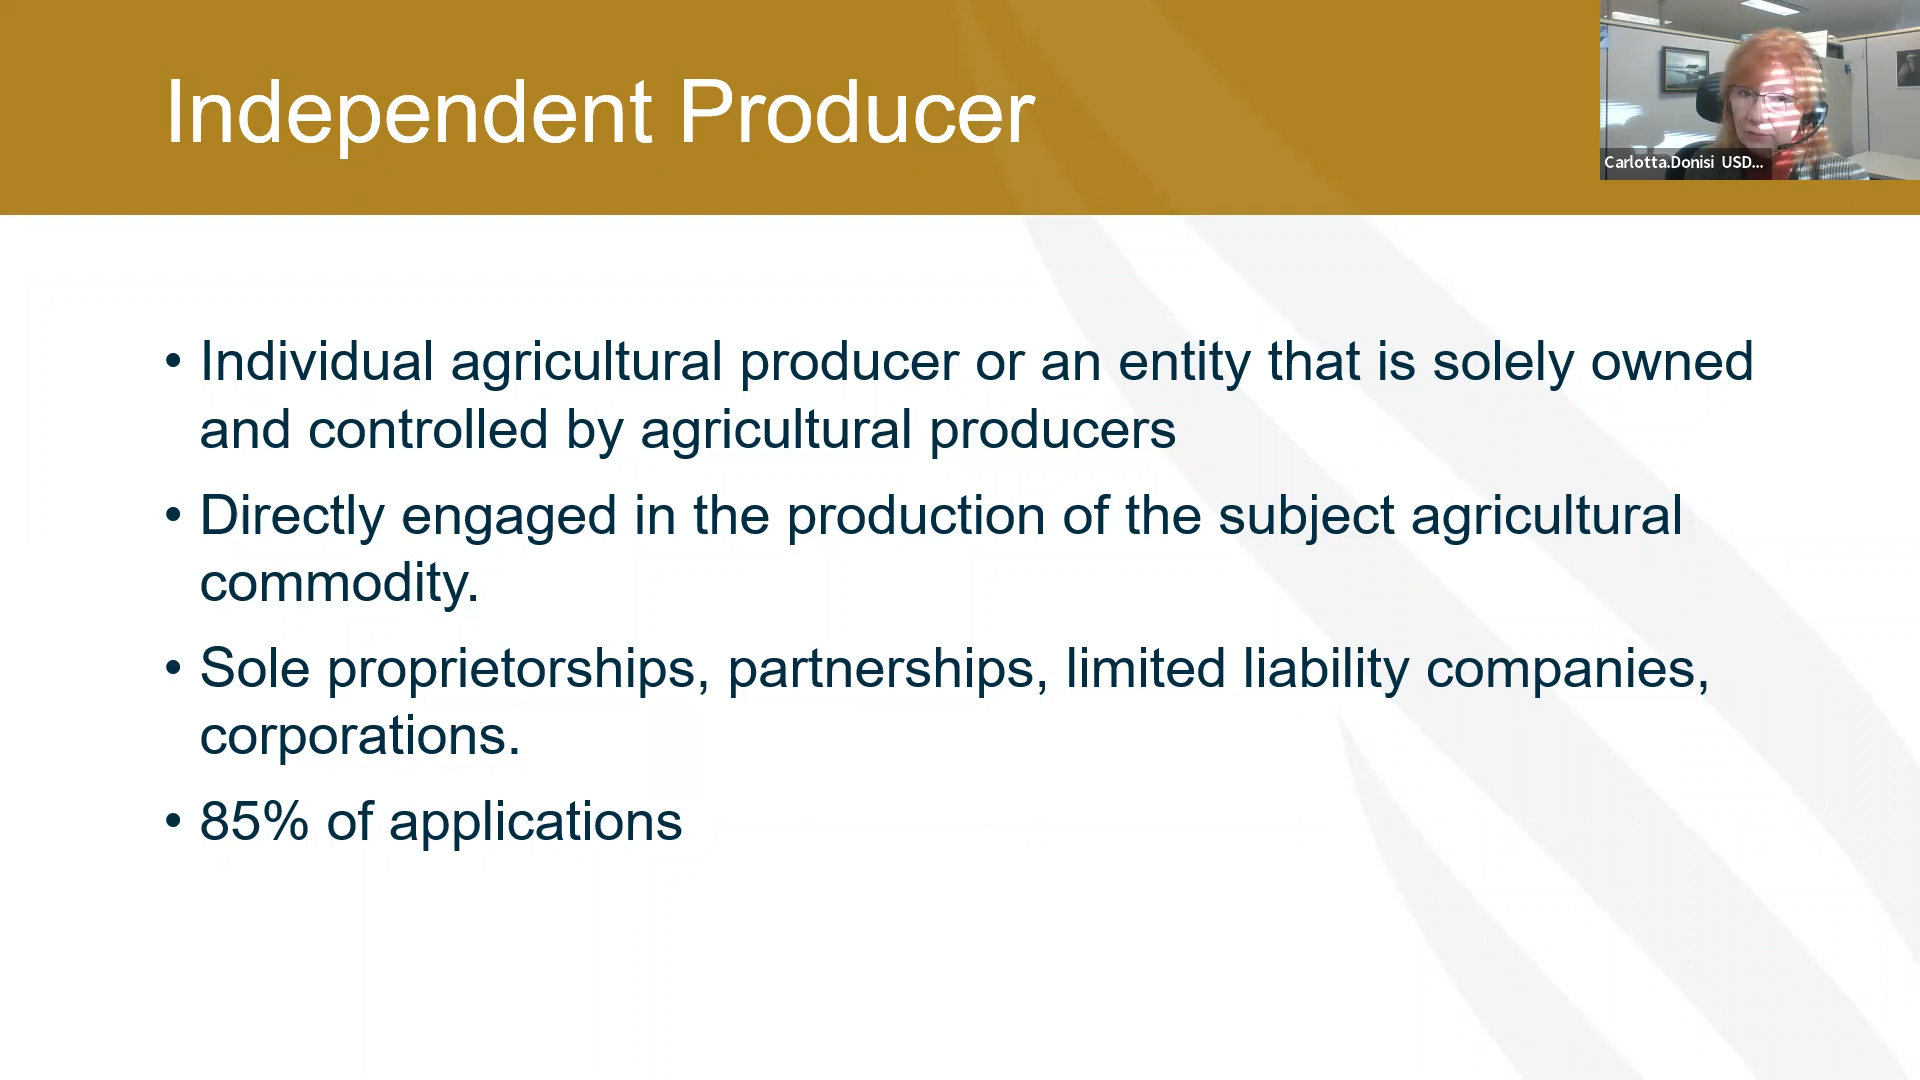 Independent Producer
Carlotta.Donisi USD...
• Individual agricultural producer or an entity that is solely owned
and controlled by agricultural producers
• Directly engaged in the production of the subject agricultural
commodity.
• Sole proprietorships, partnerships, limited liability companies,
corporations.
• 85% of applications